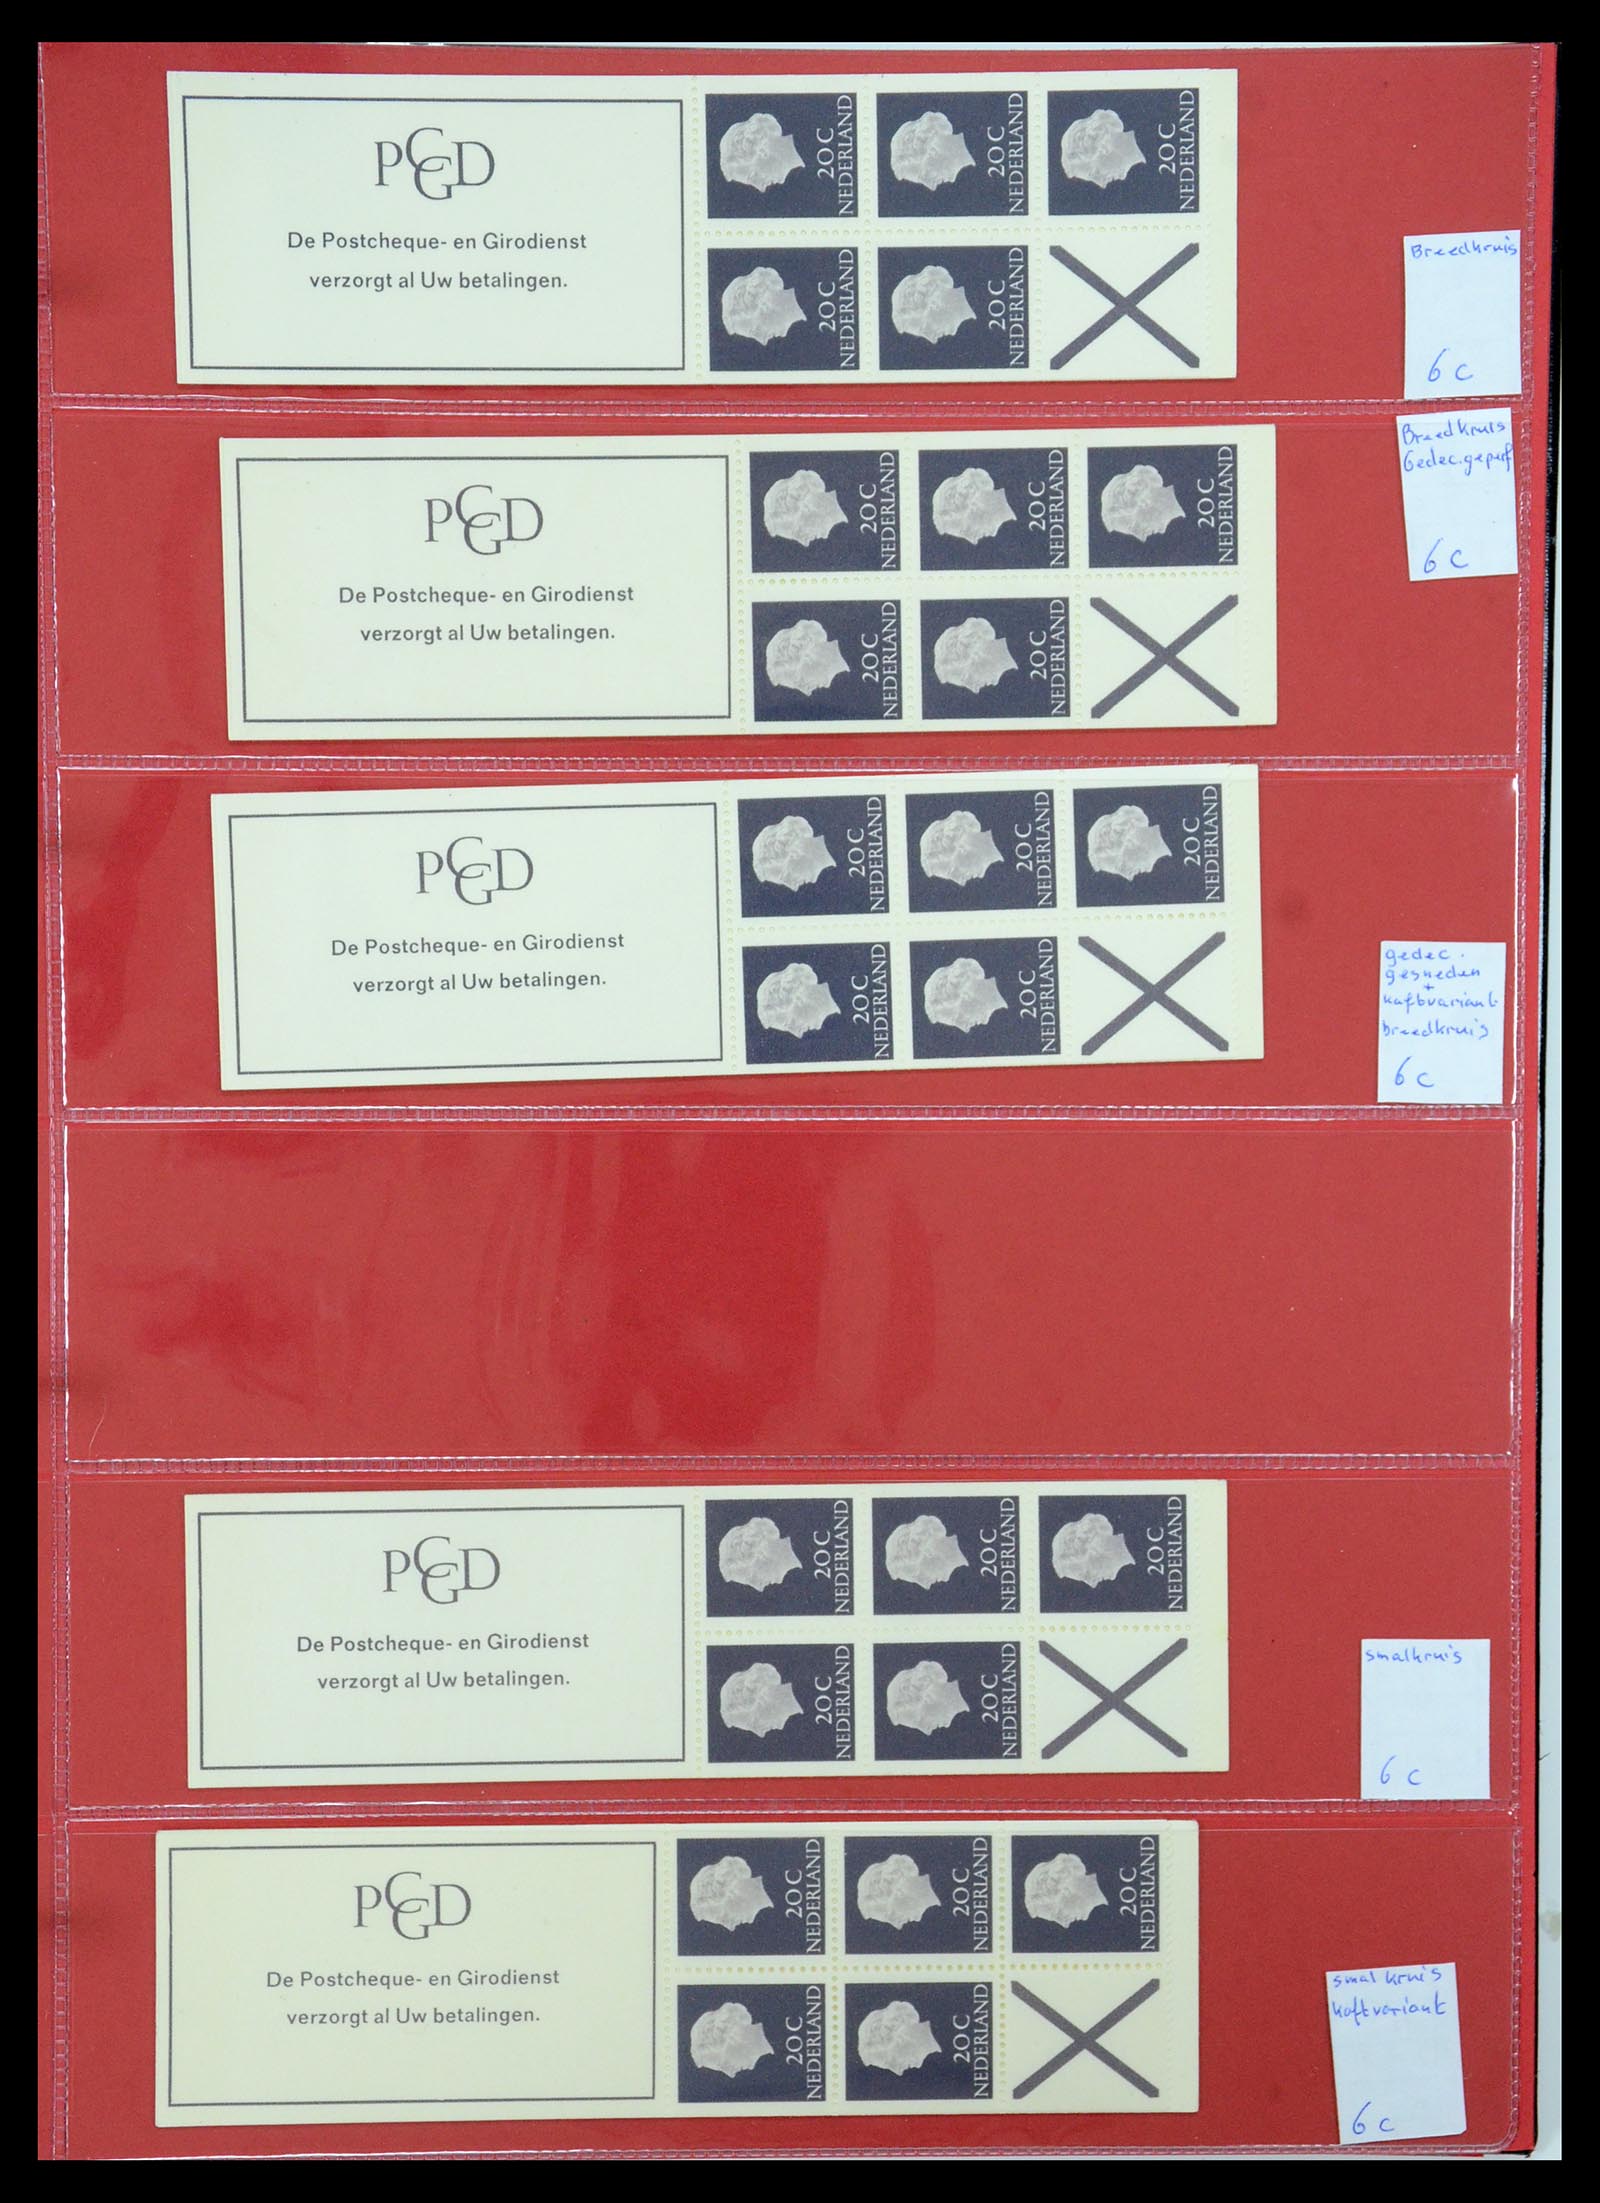 PCGD
De Postcheque- en Girodienst
verzorgt al Uw betalingen.
20 C NEDERLAND
20 C NEDERLAND
20 C NEDERLAND
20 C NEDERLAND
20 C NEDERLAND
Breedkruis
6 c
PCGD
De Postcheque- en Girodienst
verzorgt al Uw betalingen.
20 C NEDERLAND
20 C NEDERLAND
20 C NEDERLAND
20 C NEDERLAND
20 C NEDERLAND
Breedkruis
Gedec. geperf
6 c
PCGD
De Postcheque- en Girodienst
verzorgt al Uw betalingen.
20 C NEDERLAND
20 C NEDERLAND
20 C NEDERLAND
20 C NEDERLAND
20 C NEDERLAND
gedec.
gesneden
+
kaftvariant
breedkruis
6 c
PCGD
De Postcheque- en Girodienst
verzorgt al Uw betalingen.
20 C NEDERLAND
20 C NEDERLAND
20 C NEDERLAND
20 C NEDERLAND
20 C NEDERLAND
smalkruis
6 c
PCGD
De Postcheque- en Girodienst
verzorgt al Uw betalingen.
20 C NEDERLAND
20 C NEDERLAND
20 C NEDERLAND
20 C NEDERLAND
20 C NEDERLAND
smal kruis
kaftvariant
6 c